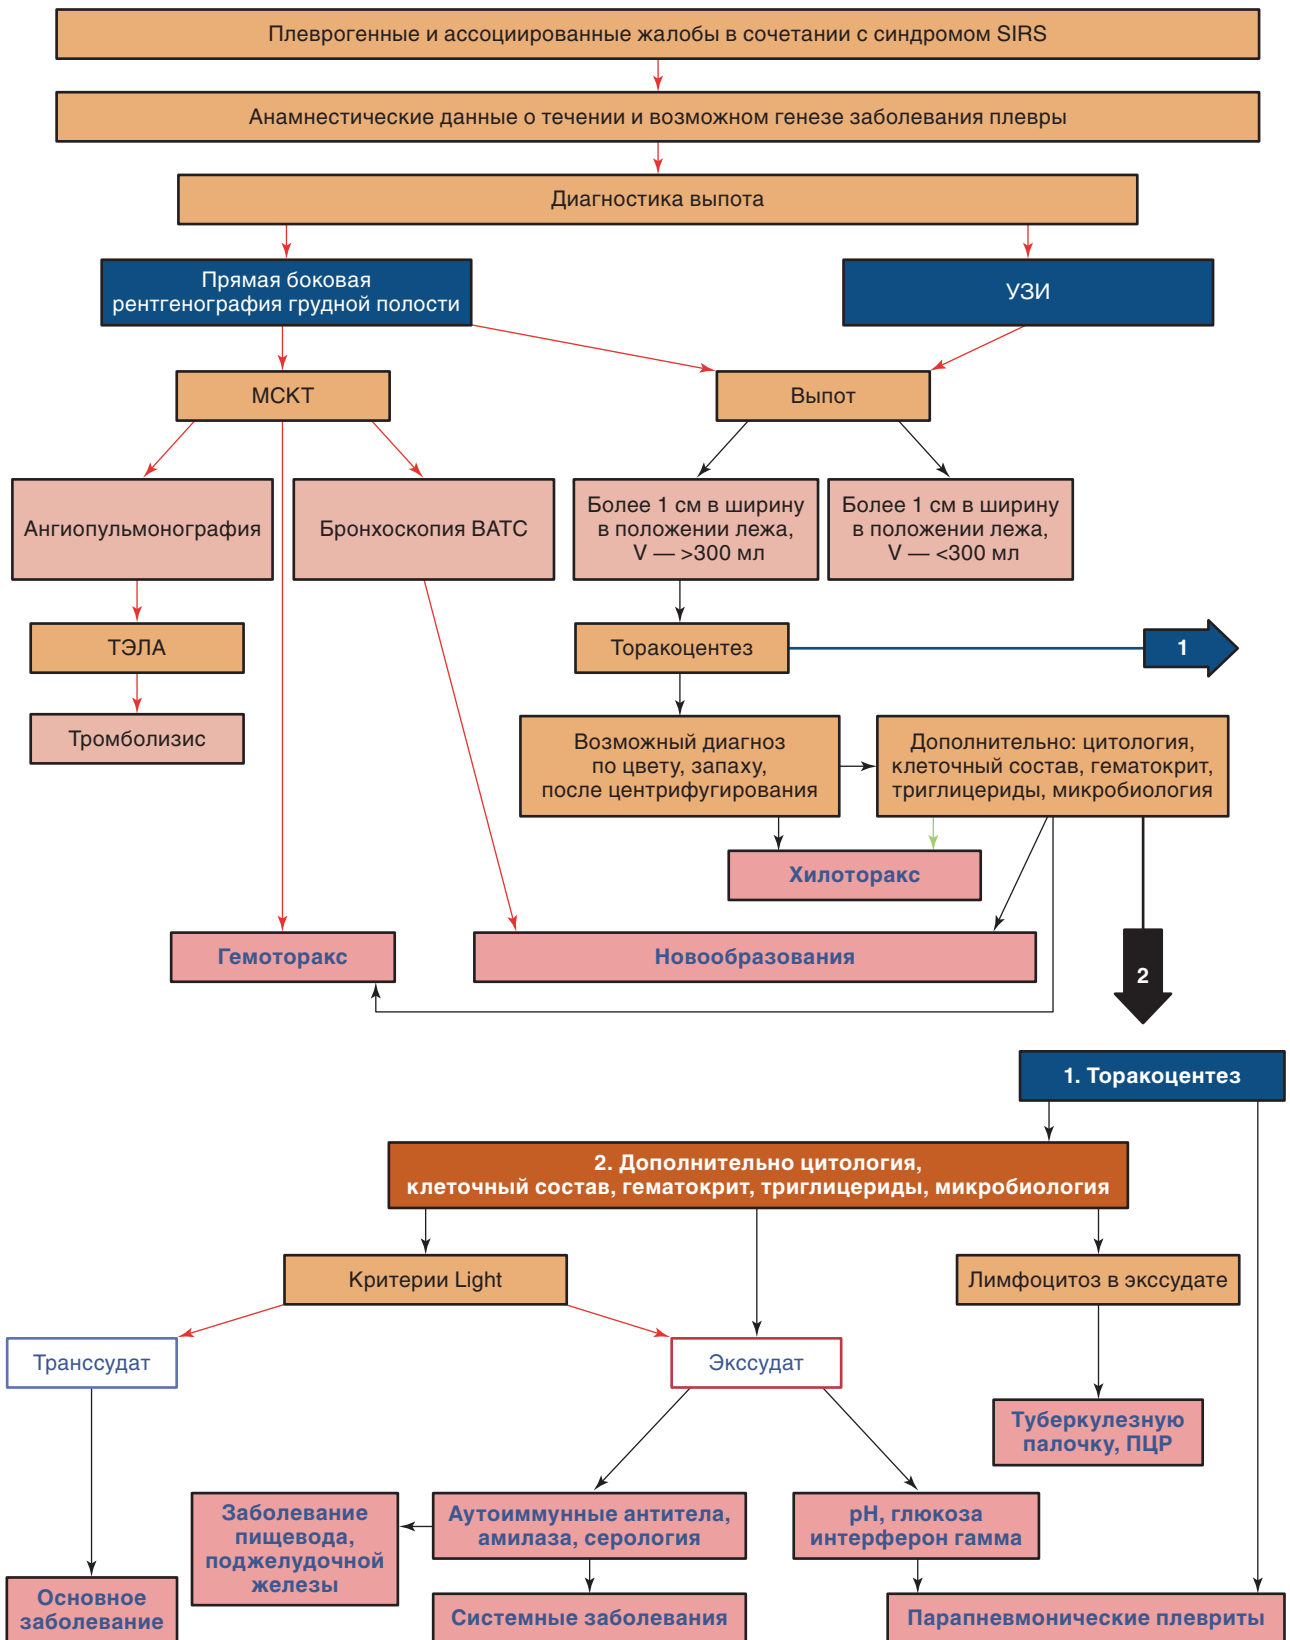 Плеврогенные и ассоциированные жалобы в сочетании с синдромом SIRS
Анамнестические данные о течении и возможном генезе заболевания плевры
Диагностика выпота
Прямая боковая
рентгенография грудной полости
УЗИ
МСКТ
Выпот
Ангиопульмонография
Бронхоскопия ВАТС
Более 1 см в ширину
в положении лежа,
V — >300 мл
Более 1 см в ширину
в положении лежа,
V — <300 мл
ТЭЛА
Торакоцентез
1
Тромболизис
Возможный диагноз
по цвету, запаху,
после центрифугирования
Дополнительно: цитология,
клеточный состав, гематокрит,
триглицериды, микробиология
Хилоторакс
Гемоторакс
Новообразования
2
1. Торакоцентез
2. Дополнительно цитология,
клеточный состав, гематокрит, триглицериды, микробиология
Критерии Light
Лимфоцитоз в экссудате
Транссудат
Экссудат
Туберкулезную
палочку, ПЦР
Заболевание
пищевода,
поджелудочной
железы
Аутоиммунные антитела,
амилаза, серология
pH, глюкоза
интерферон гамма
Основное
заболевание
Системные заболевания
Парапневмонические плевриты